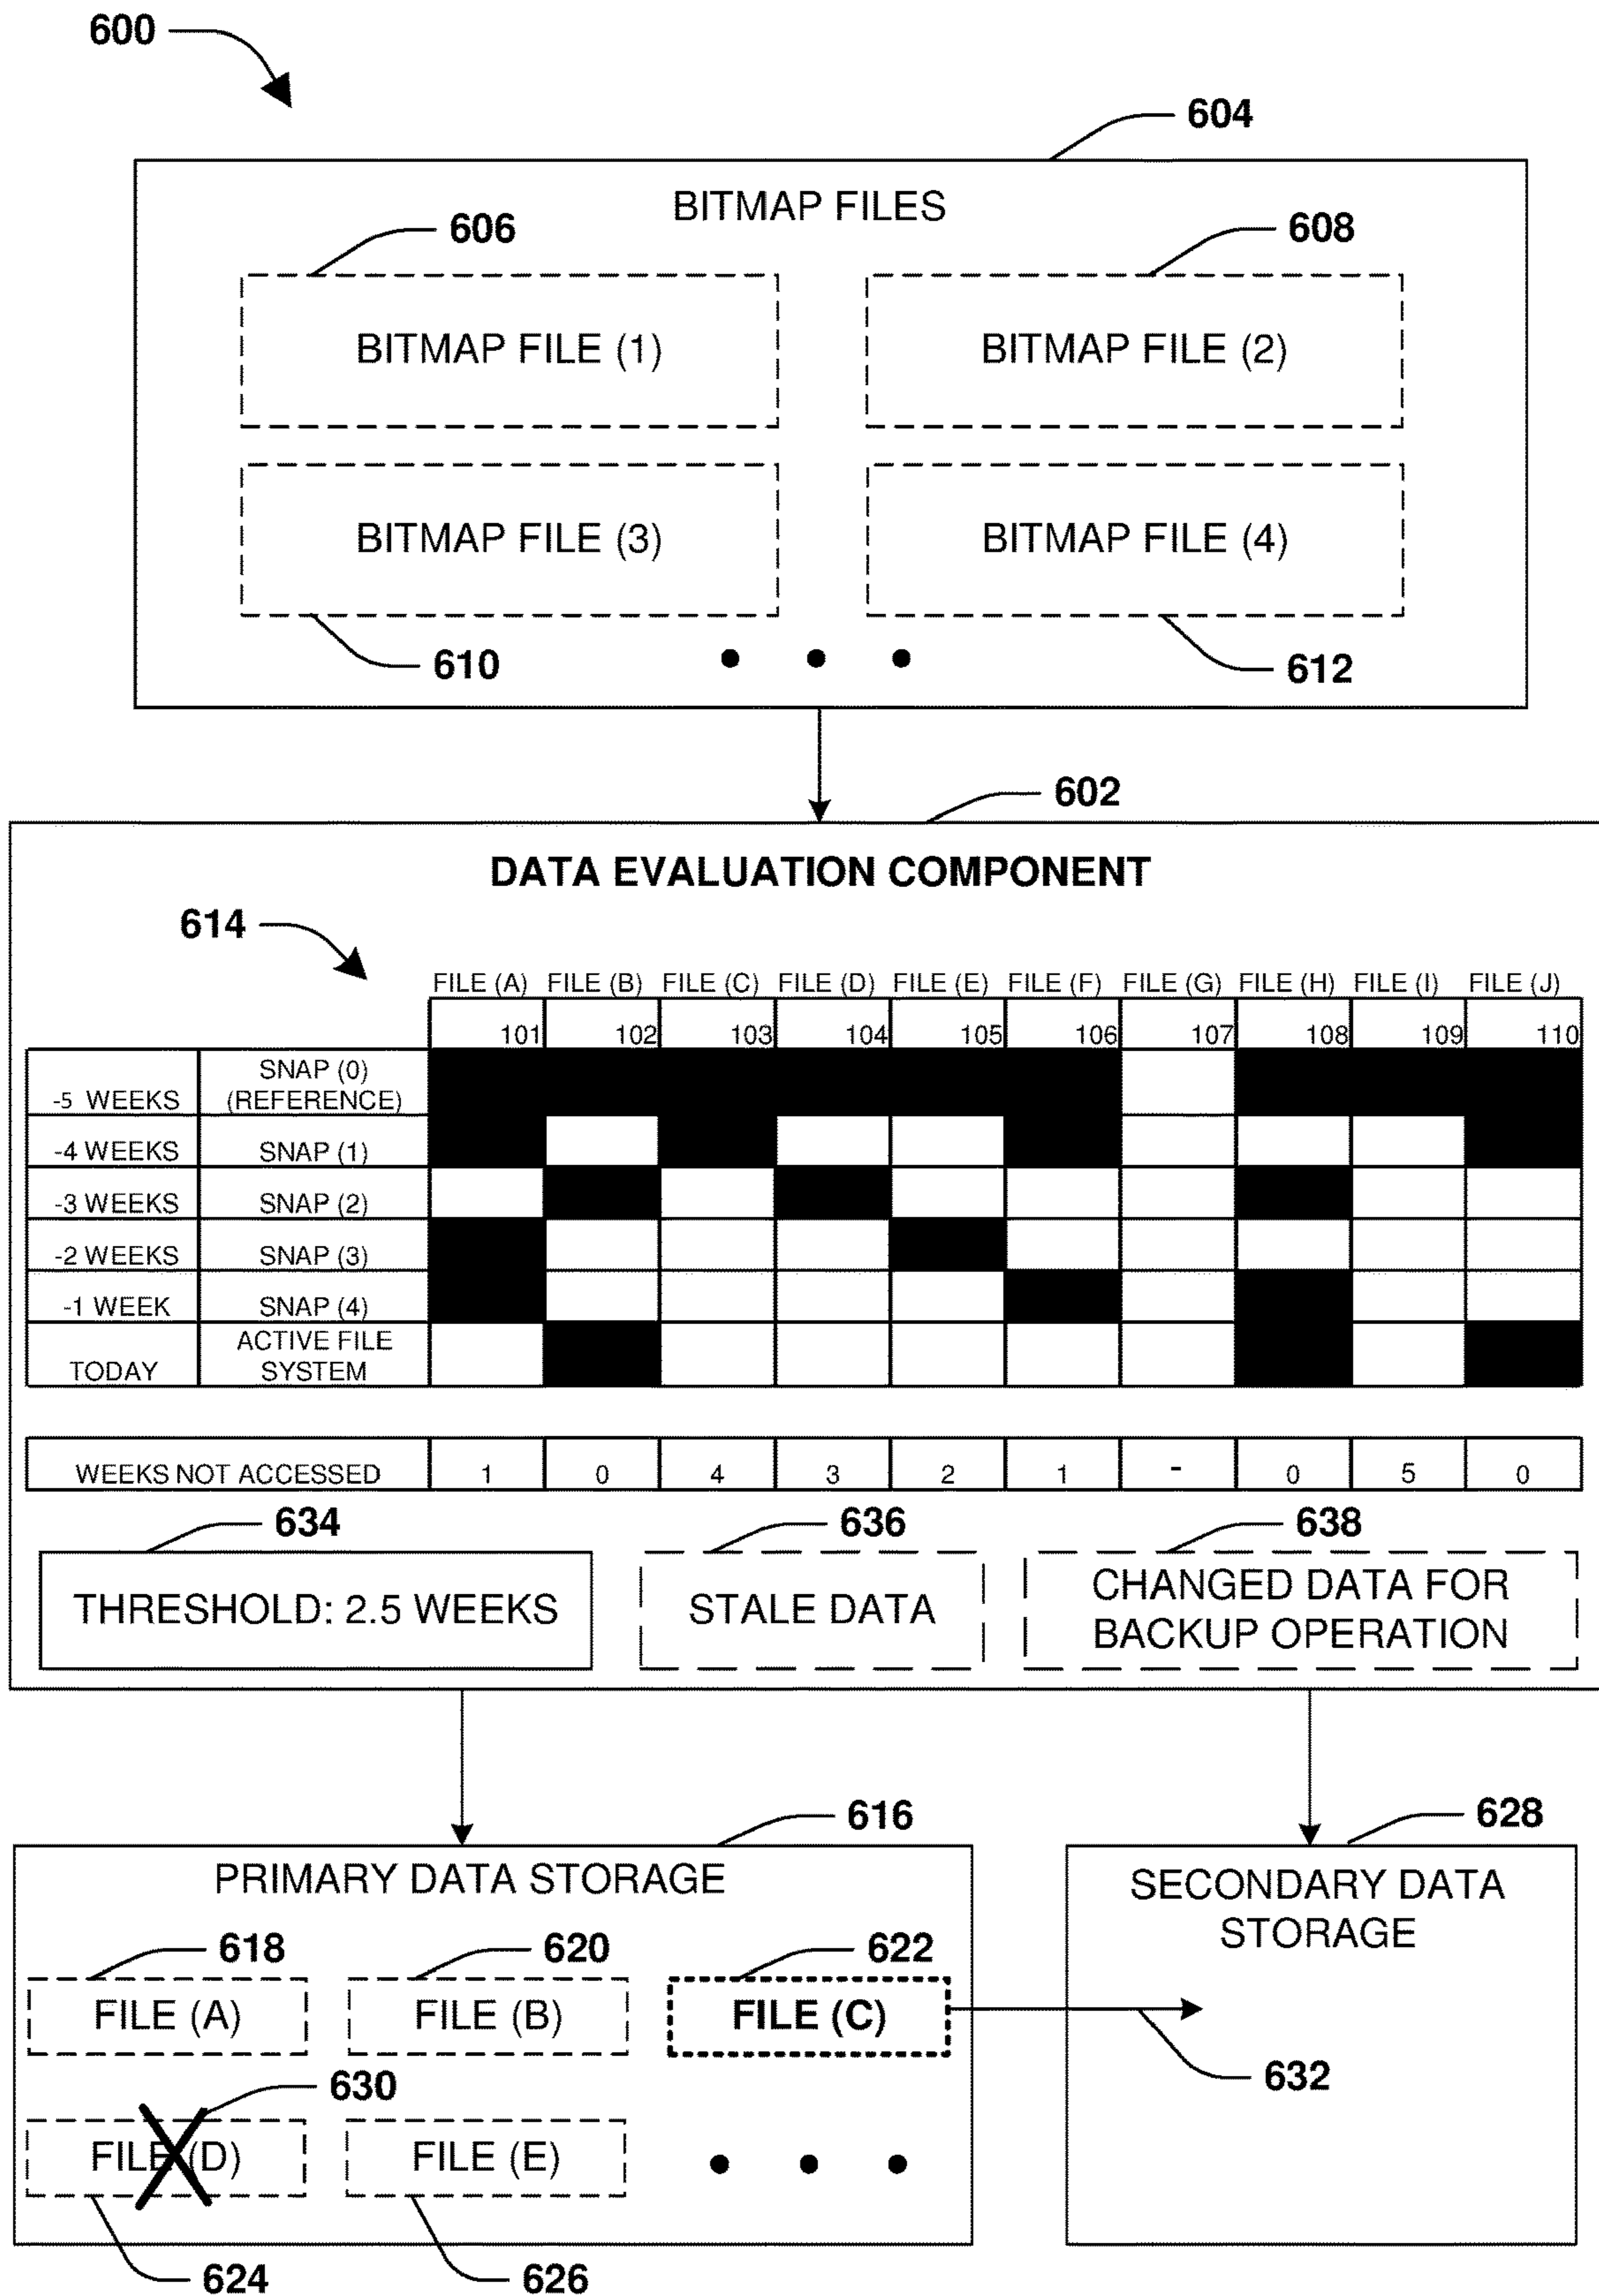 600
604
BITMAP FILES
606
608
BITMAP FILE (1)
BITMAP FILE (2)
BITMAP FILE (3)
BITMAP FILE (4)
610
612
602
DATA EVALUATION COMPONENT
614
FILE (A) FILE (B) FILE (C) FILE (D) FILE (E) FILE (F) FILE (G) FILE (H) FILE (I) FILE (J)
101 102 103 104 105 106 107 108 109 110
SNAP (0)
-5 WEEKS (REFERENCE)
-4 WEEKS SNAP (1)
-3 WEEKS SNAP (2)
-2 WEEKS SNAP (3)
-1 WEEK SNAP (4)
ACTIVE FILE
TODAY SYSTEM
WEEKS NOT ACCESSED 1 0 4 3 2 1 - 0 5 0
634
636
638
THRESHOLD: 2.5 WEEKS
STALE DATA
CHANGED DATA FOR
BACKUP OPERATION
616
628
PRIMARY DATA STORAGE
SECONDARY DATA
STORAGE
618
620
622
FILE (A)
FILE (B)
FILE (C)
632
630
FILE (D)
FILE (E)
624
626